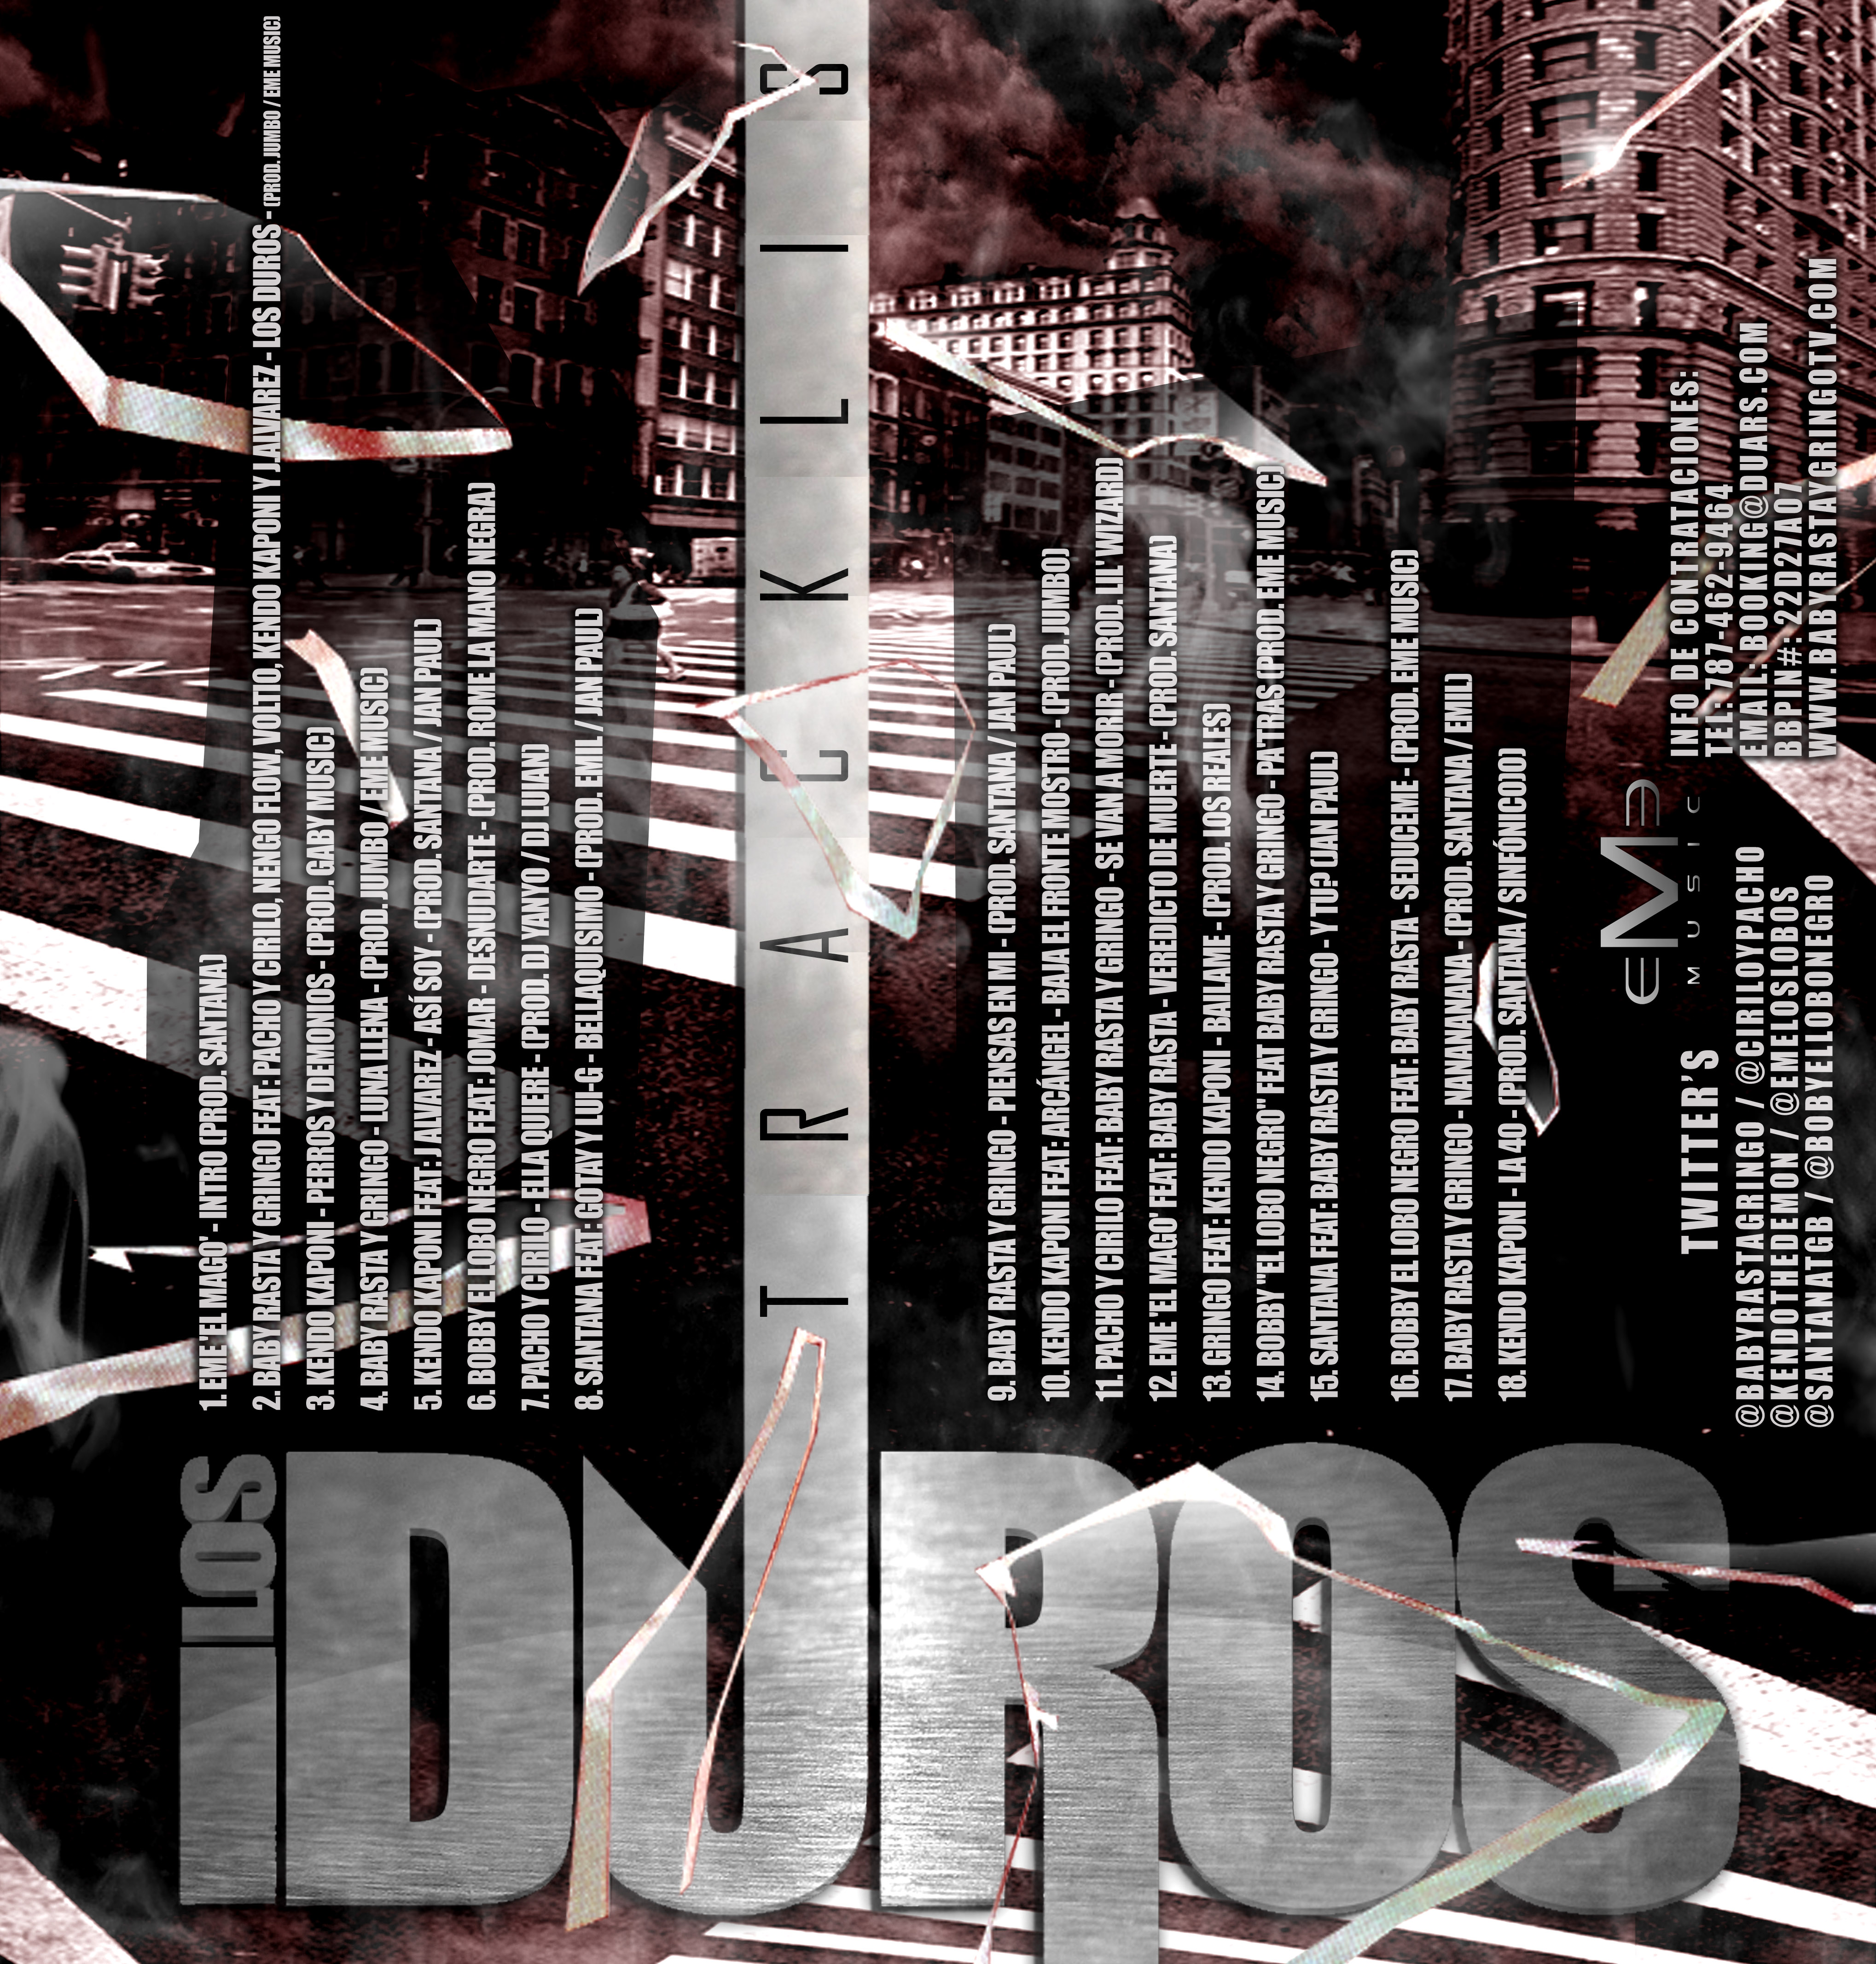 LOS
iDUROS
TRACKLIS
1. EME 'EL MAGO' - INTRO (PROD. SANTANA)
2. BABY RASTA Y GRINGO FEAT: PACHO Y CIRILO, NENGO FLOW, VOLTIO, KENDO KAPONI Y J.ALVAREZ - LOS DUROS - (PROD. JUMBO / EME MUSIC)
3. KENDO KAPONI - PERROS Y DEMONIOS - (PROD. GABY MUSIC)
4. BABY RASTA Y GRINGO - LUNA LLENA - (PROD. JUMBO / EME MUSIC)
5. KENDO KAPONI FEAT: J ALVAREZ - ASÍ SOY - (PROD. SANTANA / JAN PAUL)
6. BOBBY EL LOBO NEGRO FEAT: JOMAR - DESNUDARTE - (PROD. ROME LA MANO NEGRA)
7. PACHO Y CIRILO - ELLA QUIERE - (PROD. DJ YANYO / DJ LUIAN)
8. SANTANA FEAT: GOTAY Y LUI-G - BELLAQUISIMO - (PROD. EMIL / JAN PAUL)
9. BABY RASTA Y GRINGO - PIENSAS EN MI - (PROD. SANTANA / JAN PAUL)
10. KENDO KAPONI FEAT: ARCÁNGEL - BAJA EL FRONTE MOSTRO - (PROD. JUMBO)
11. PACHO Y CIRILO FEAT: BABY RASTA Y GRINGO - SE VAN A MORIR - (PROD. LIL' WIZARD)
12. EME 'EL MAGO' FEAT: BABY RASTA - VEREDICTO DE MUERTE - (PROD. SANTANA)
13. GRINGO FEAT: KENDO KAPONI - BAILAME - (PROD. LOS REALES)
14. BOBBY "EL LOBO NEGRO" FEAT BABY RASTA Y GRINGO - PA'TRAS (PROD. EME MUSIC)
15. SANTANA FEAT: BABY RASTA Y GRINGO - Y TU? (JAN PAUL)
16. BOBBY EL LOBO NEGRO FEAT: BABY RASTA - SEDUCEME - (PROD. EME MUSIC)
17. BABY RASTA Y GRINGO - NANANANANA - (PROD. SANTANA / EMIL)
18. KENDO KAPONI - LA 40 - (PROD. SANTANA / SINFÓNICOJO)
EME
MUSIC
TWITTER'S
@BABYRASTAGRINGO / @CIRILOYPACHO
@KENDOTHEDEMON / @EMELOSLOBOS
@SANTANATGB / @BOBYELLOBONEGRO
INFO DE CONTRATACIONES:
TEL: 787-462-9464
EMAIL: BOOKING@DUARS.COM
BBPIN#: 22D27A07
WWW.BABYRASTAYGRINGOTV.COM